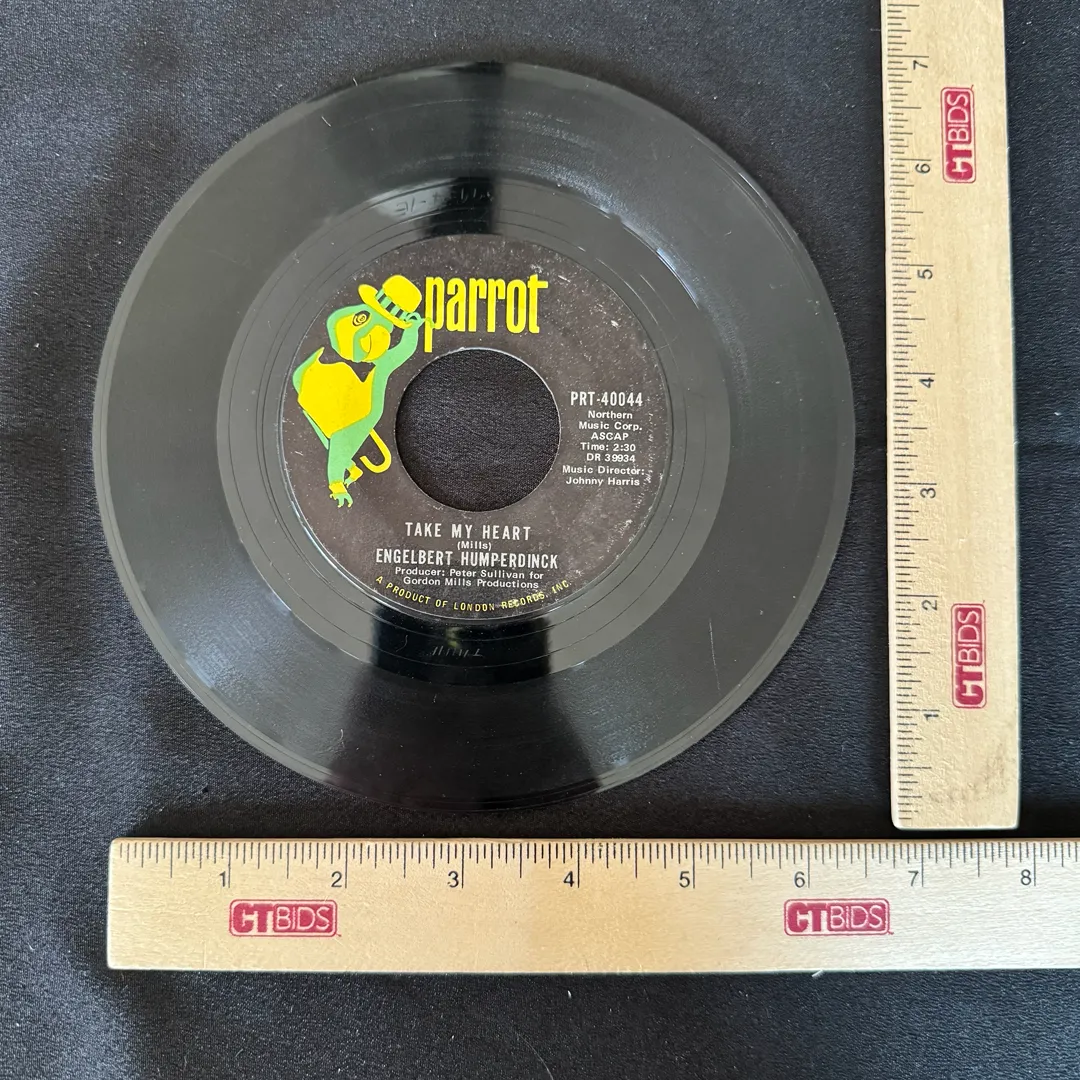 parrot
PRT-40044
Northern
Music Corp.
ASCAP
Time: 2:30
DR 39934
Music Director:
Johnny Harris
TAKE MY HEART
(Mills)
ENGELBERT HUMPERDINCK
Producer: Peter Sullivan for
Gordon Mills Productions
A PRODUCT OF LONDON RECORDS, INC.
7
CTBIDS
6
5
4
3
2
CTBIDS
1
1 2 3 4 5 6 7 8
CTBIDS CTBIDS